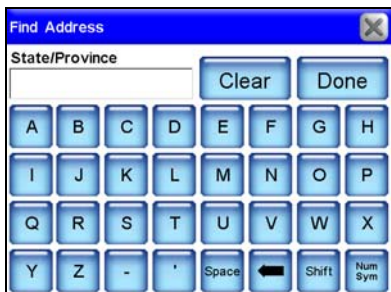 Find Address
State/Province
Clear Done
A B C D E F G H
I J K L M N O P
Q R S T U V W X
Y Z - ' Space Shift Num Sym